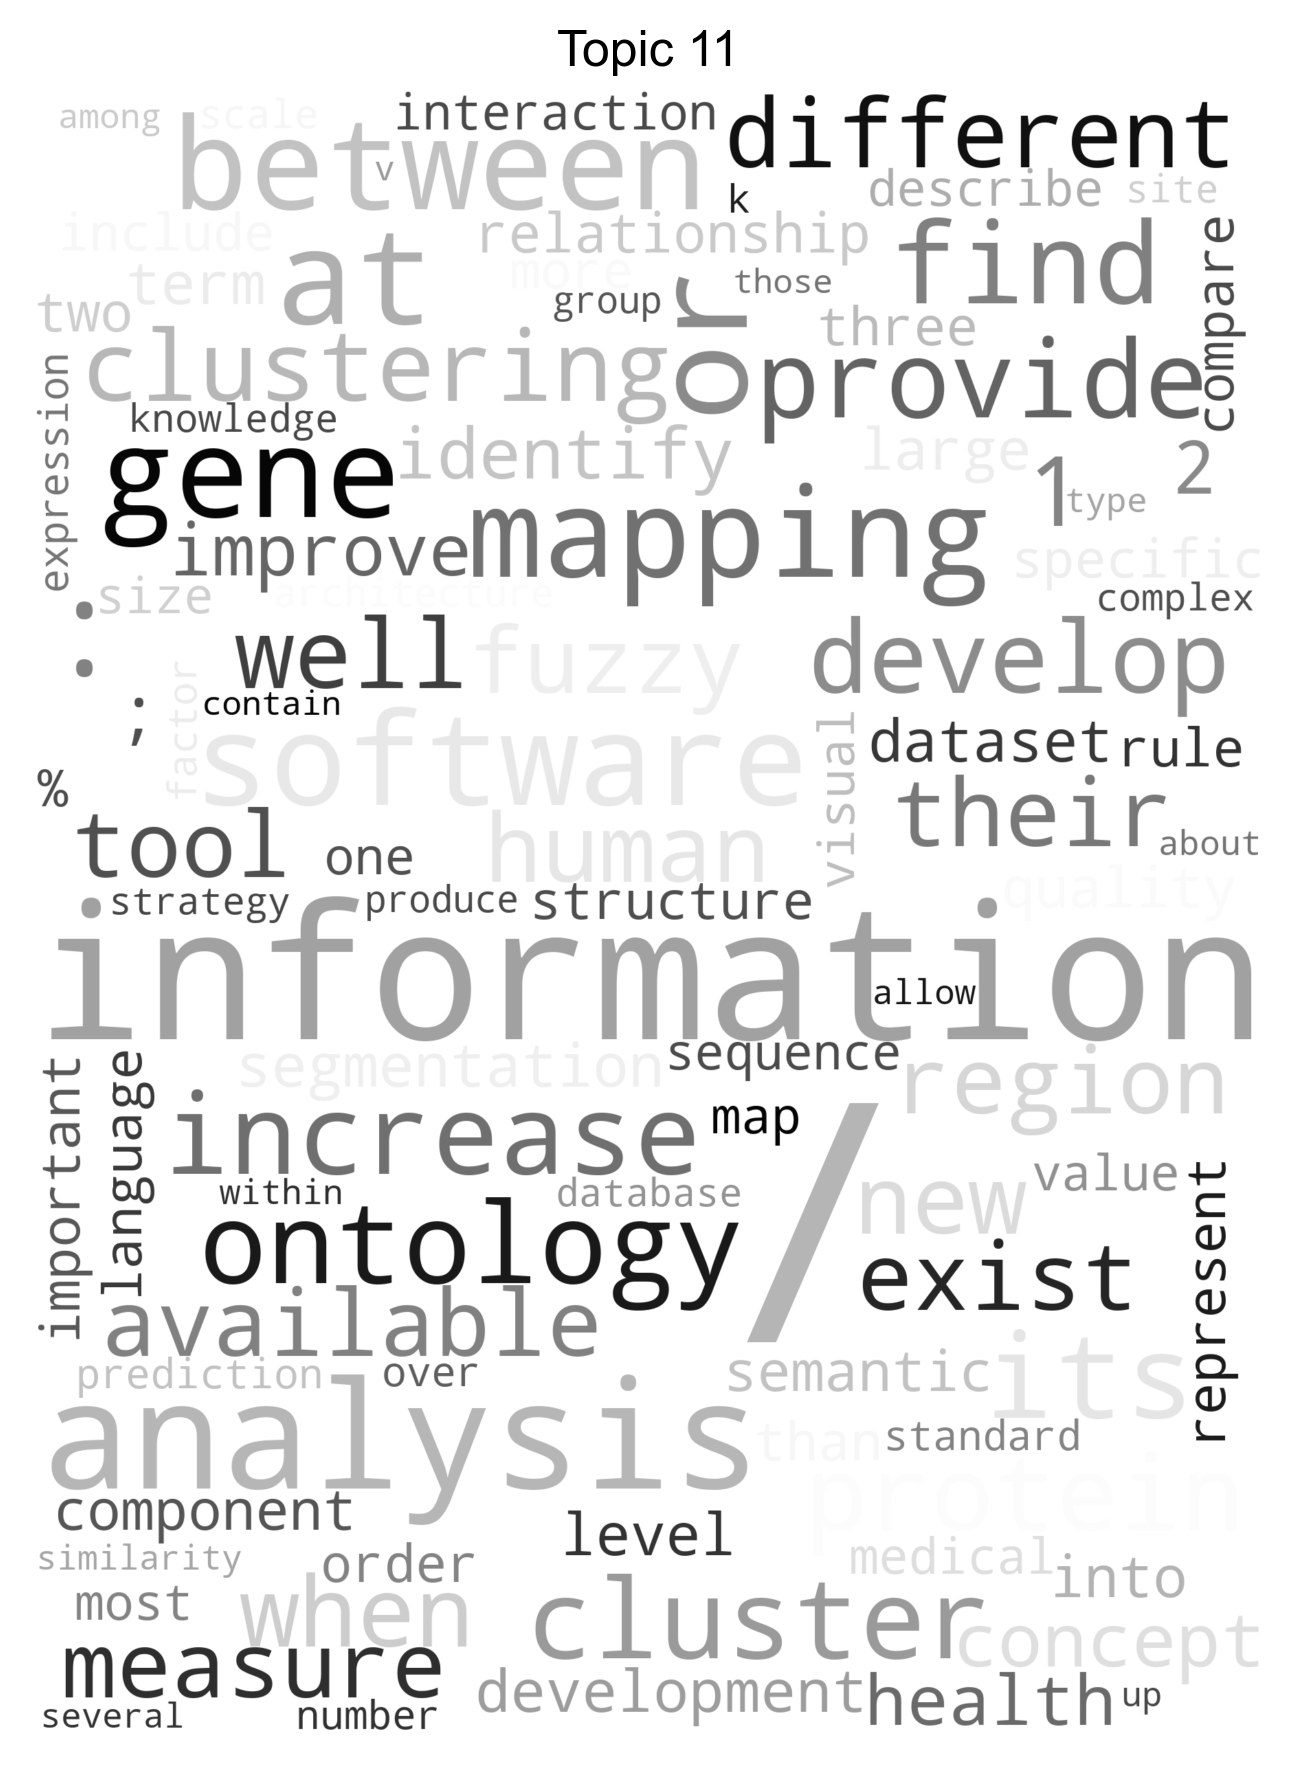 Topic 11
among scale interaction different
between v k describe site
include relationship find compare
term at more those
two group or three
clustering provide
expression knowledge
gene identify large 1 2 type
improve mapping specific
: size architecture complex
well fuzzy develop
; contain
factor software visual dataset rule
% their
tool one human about
strategy produce structure quality
information
allow
segmentation sequence region
important language increase map
within database / new value represent
ontology exist
available
prediction over semantic its
analysis than standard
protein
component level
similarity order medical into
most when cluster concept
measure development health up
several number